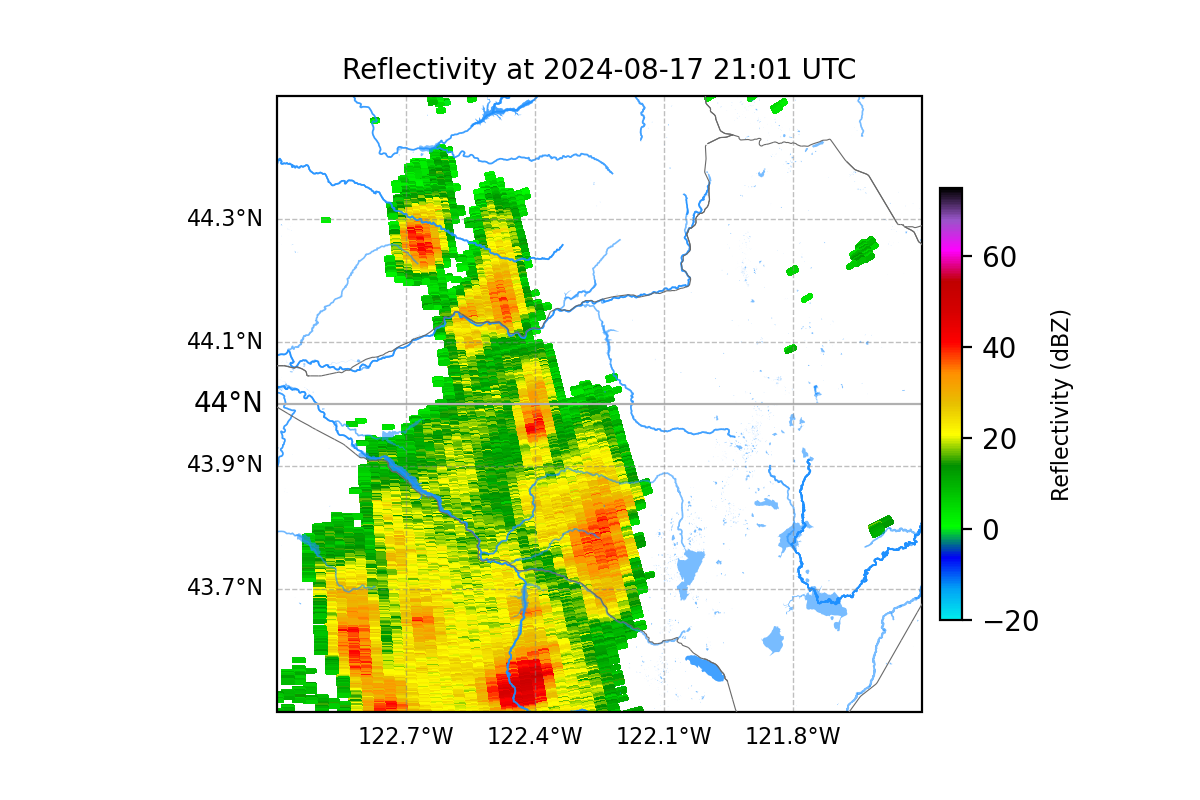 Reflectivity at 2024-08-17 21:01 UTC
44.3°N
44.1°N
44°N
43.9°N
43.7°N
122.7°W 122.4°W 122.1°W 121.8°W
60
40
20
0
−20
Reflectivity (dBZ)